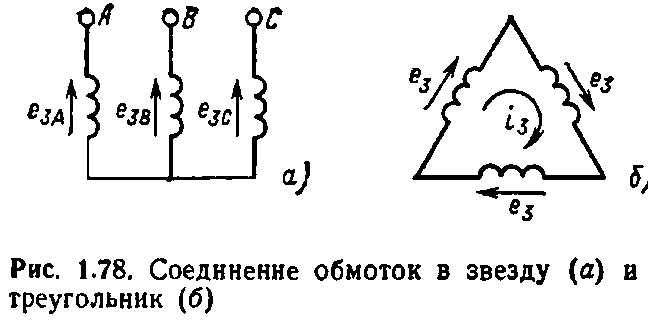 A B C
e3A e3B e3C а)
e3 e3
i3
e3 б)
Рис. 1.78. Соединение обмоток в звезду (а) и
треугольник (б)